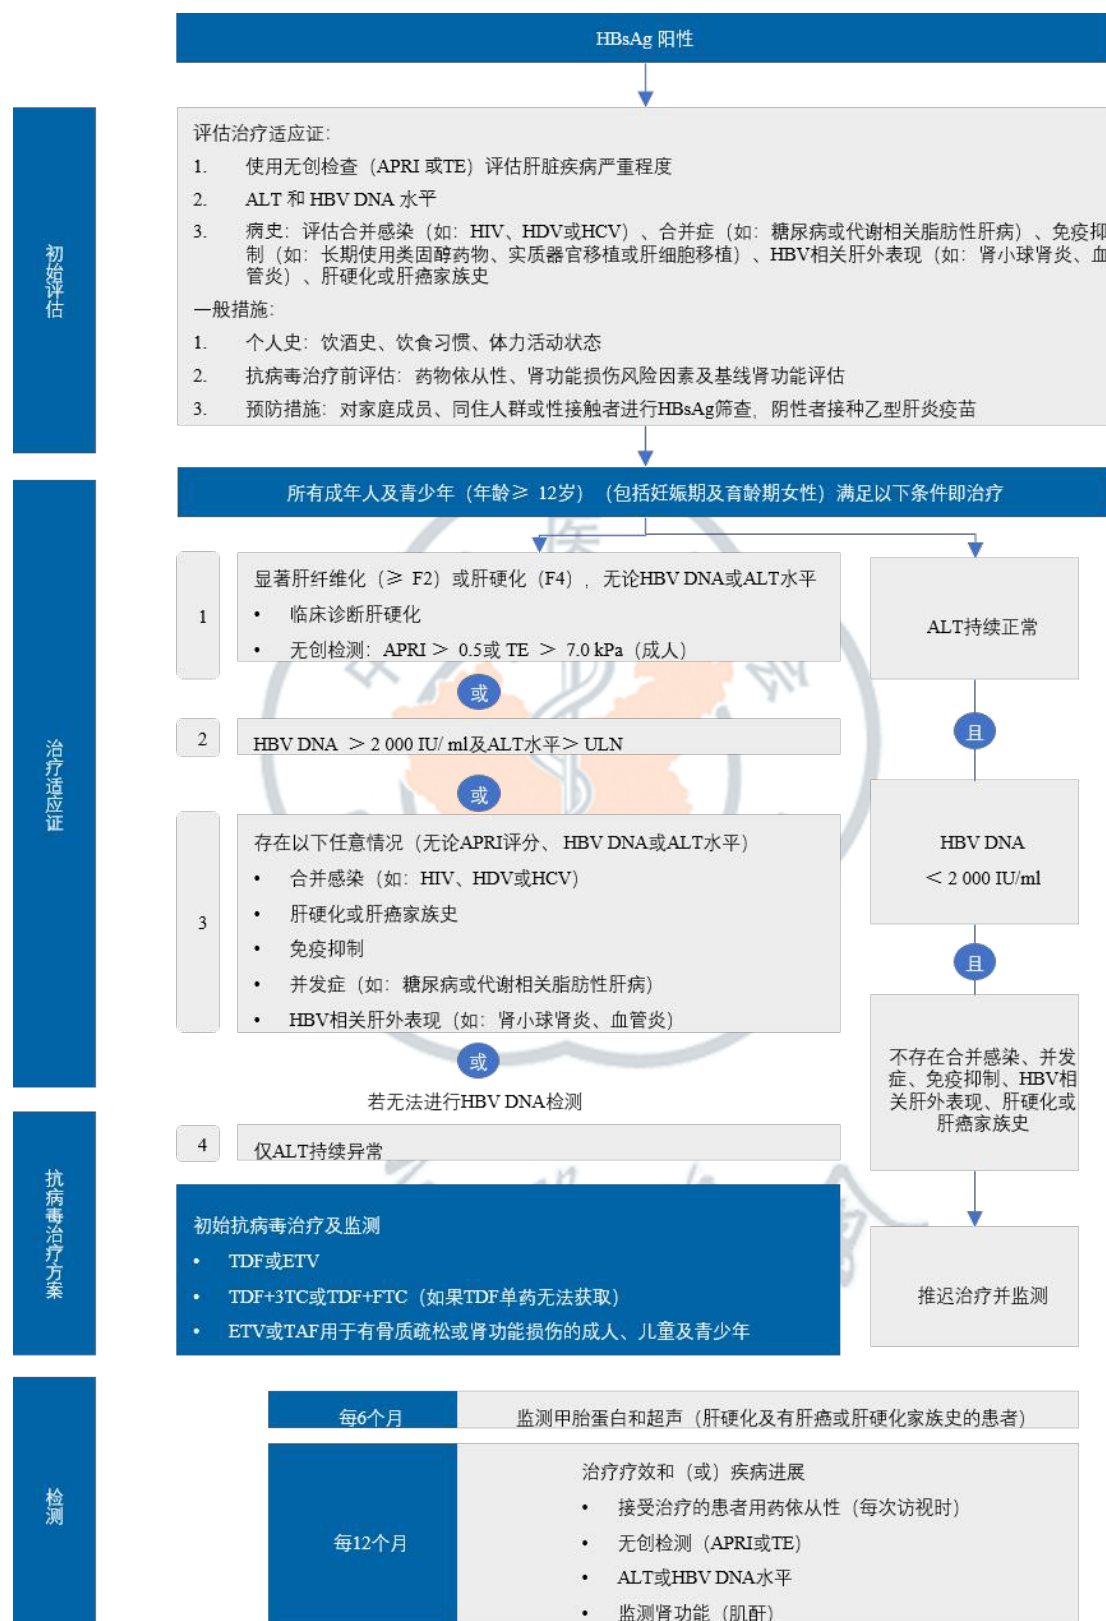 HBsAg 阳性
初始评估
评估治疗适应证:
1. 使用无创检查（APRI 或TE）评估肝脏疾病严重程度
2. ALT 和 HBV DNA 水平
3. 病史: 评估合并感染（如: HIV、HDV或HCV）、合并症（如: 糖尿病或代谢相关脂肪性肝病）、免疫抑
制（如: 长期使用类固醇药物、实质器官移植或肝细胞移植）、HBV相关肝外表现（如: 肾小球肾炎、血
管炎）、肝硬化或肝癌家族史
一般措施:
1. 个人史: 饮酒史、饮食习惯、体力活动状态
2. 抗病毒治疗前评估: 药物依从性、肾功能损伤风险因素及基线肾功能评估
3. 预防措施: 对家庭成员、同住人群或性接触者进行HBsAg筛查, 阴性者接种乙型肝炎疫苗
治疗适应证
所有成年人及青少年（年龄≥ 12岁）（包括妊娠期及育龄期女性）满足以下条件即治疗
1
显著肝纤维化（≥ F2）或肝硬化（F4）, 无论HBV DNA或ALT水平
• 临床诊断肝硬化
• 无创检测: APRI ＞ 0.5或 TE ＞ 7.0 kPa（成人）
或
2
HBV DNA ＞2 000 IU/ ml及ALT水平＞ ULN
或
3
存在以下任意情况（无论APRI评分、 HBV DNA或ALT水平）
• 合并感染（如: HIV、HDV或HCV）
• 肝硬化或肝癌家族史
• 免疫抑制
• 并发症（如: 糖尿病或代谢相关脂肪性肝病）
• HBV相关肝外表现（如: 肾小球肾炎、血管炎）
或
若无法进行HBV DNA检测
4
仅ALT持续异常
ALT持续正常
且
HBV DNA
＜ 2 000 IU/ml
且
不存在合并感染、并发
症、免疫抑制、HBV相
关肝外表现、肝硬化或
肝癌家族史
推迟治疗并监测
抗病毒治疗方案
初始抗病毒治疗及监测
• TDF或ETV
• TDF+3TC或TDF+FTC（如果TDF单药无法获取）
• ETV或TAF用于有骨质疏松或肾功能损伤的成人、儿童及青少年
检测
每6个月
监测甲胎蛋白和超声（肝硬化及有肝癌或肝硬化家族史的患者）
每12个月
治疗疗效和（或）疾病进展
• 接受治疗的患者用药依从性（每次访视时）
• 无创检测（APRI或TE）
• ALT或HBV DNA水平
• 监测肾功能（肌酐）